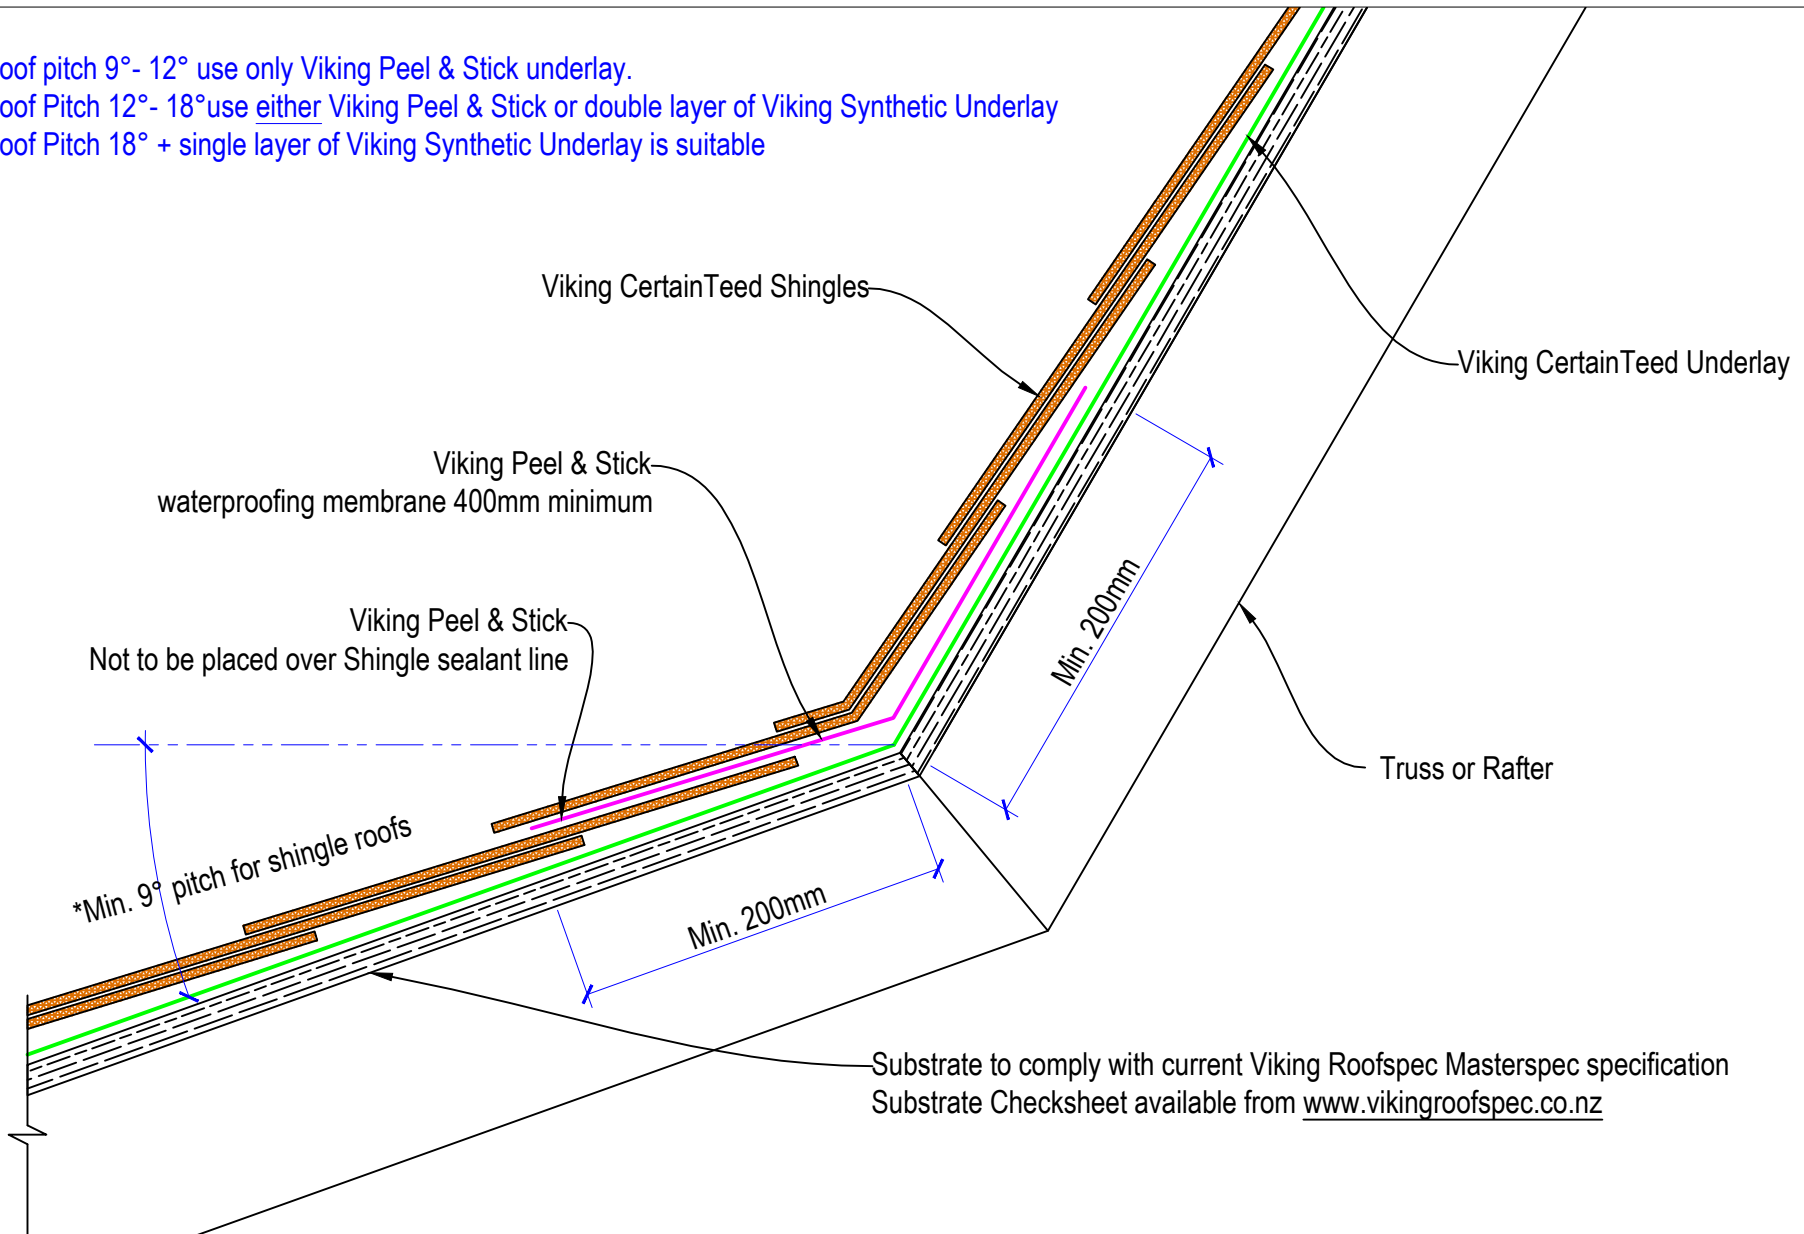 oof pitch 9°- 12° use only Viking Peel & Stick underlay.
oof Pitch 12°- 18°use either Viking Peel & Stick or double layer of Viking Synthetic Underlay
oof Pitch 18° + single layer of Viking Synthetic Underlay is suitable
Viking CertainTeed Shingles
Viking CertainTeed Underlay
Viking Peel & Stick
waterproofing membrane 400mm minimum
Viking Peel & Stick
Not to be placed over Shingle sealant line
Min. 200mm
Truss or Rafter
*Min. 9° pitch for shingle roofs
Min. 200mm
Substrate to comply with current Viking Roofspec Masterspec specification
Substrate Checksheet available from www.vikingroofspec.co.nz